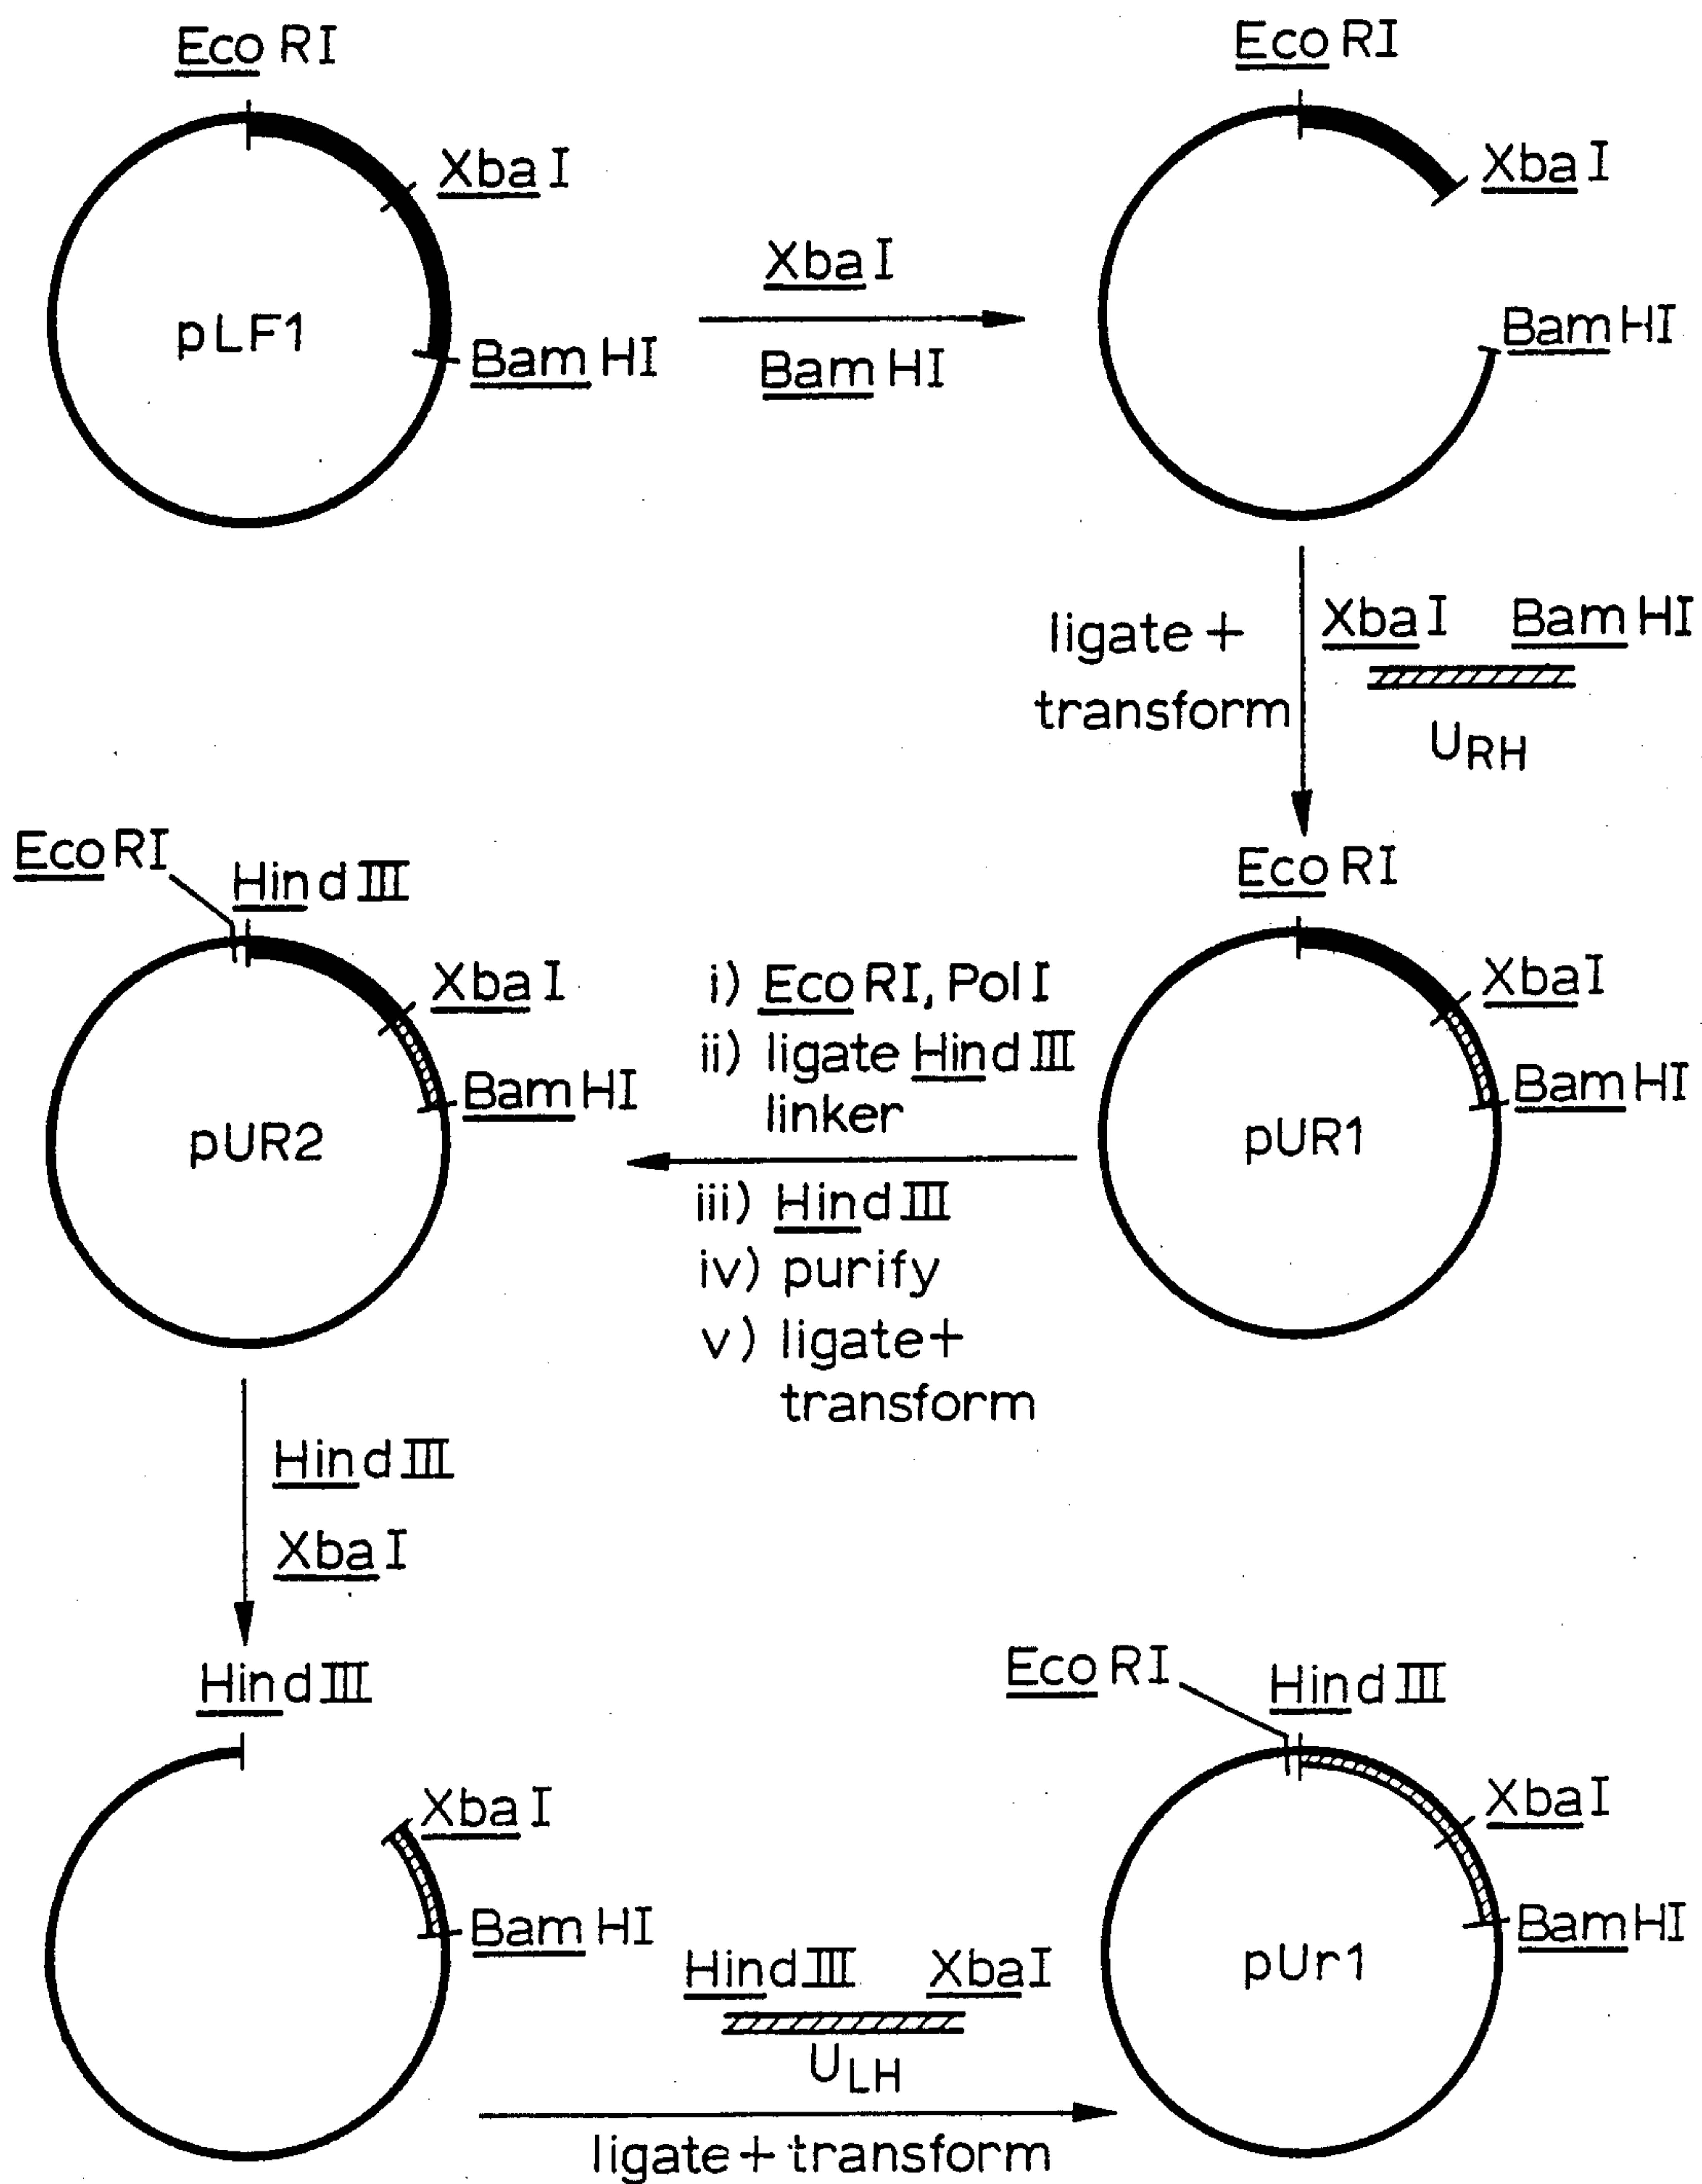 Eco RI
Xba I
pLF1
Bam HI
Xba I
Bam HI
Eco RI
Xba I
Bam HI
ligate +
transform
Xba I Bam HI
URH
Eco RI
Xba I
Bam HI
pUR1
i) Eco RI, Pol I
ii) ligate Hind III
linker
iii) Hind III
iv) purify
v) ligate +
transform
Eco RI
Hind III
Xba I
Bam HI
pUR2
Hind III
Xba I
Hind III
Xba I
Bam HI
Hind III Xba I
ULH
ligate + transform
Eco RI
Hind III
Xba I
Bam HI
pUr1